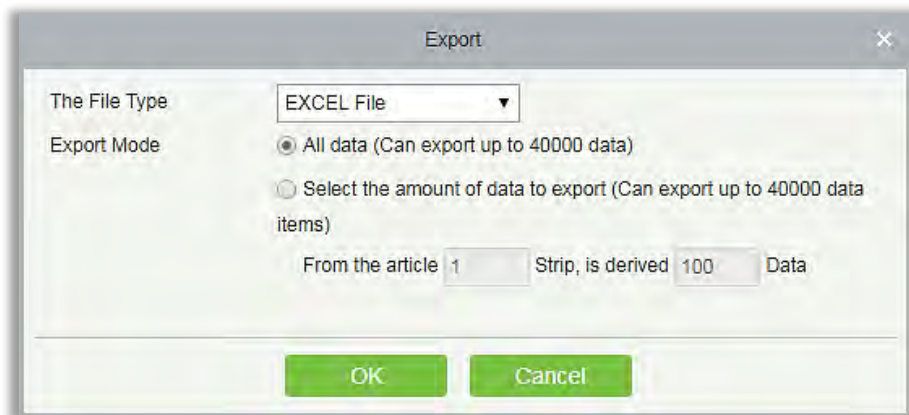 Export
The File Type EXCEL File
Export Mode All data (Can export up to 40000 data)
Select the amount of data to export (Can export up to 40000 data
items)
From the article 1 Strip, is derived 100 Data
OK Cancel